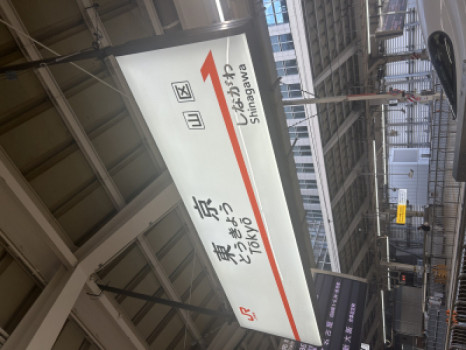 東京
とうきょう
Tōkyō
山 区
しながわ
Shinagawa
JR